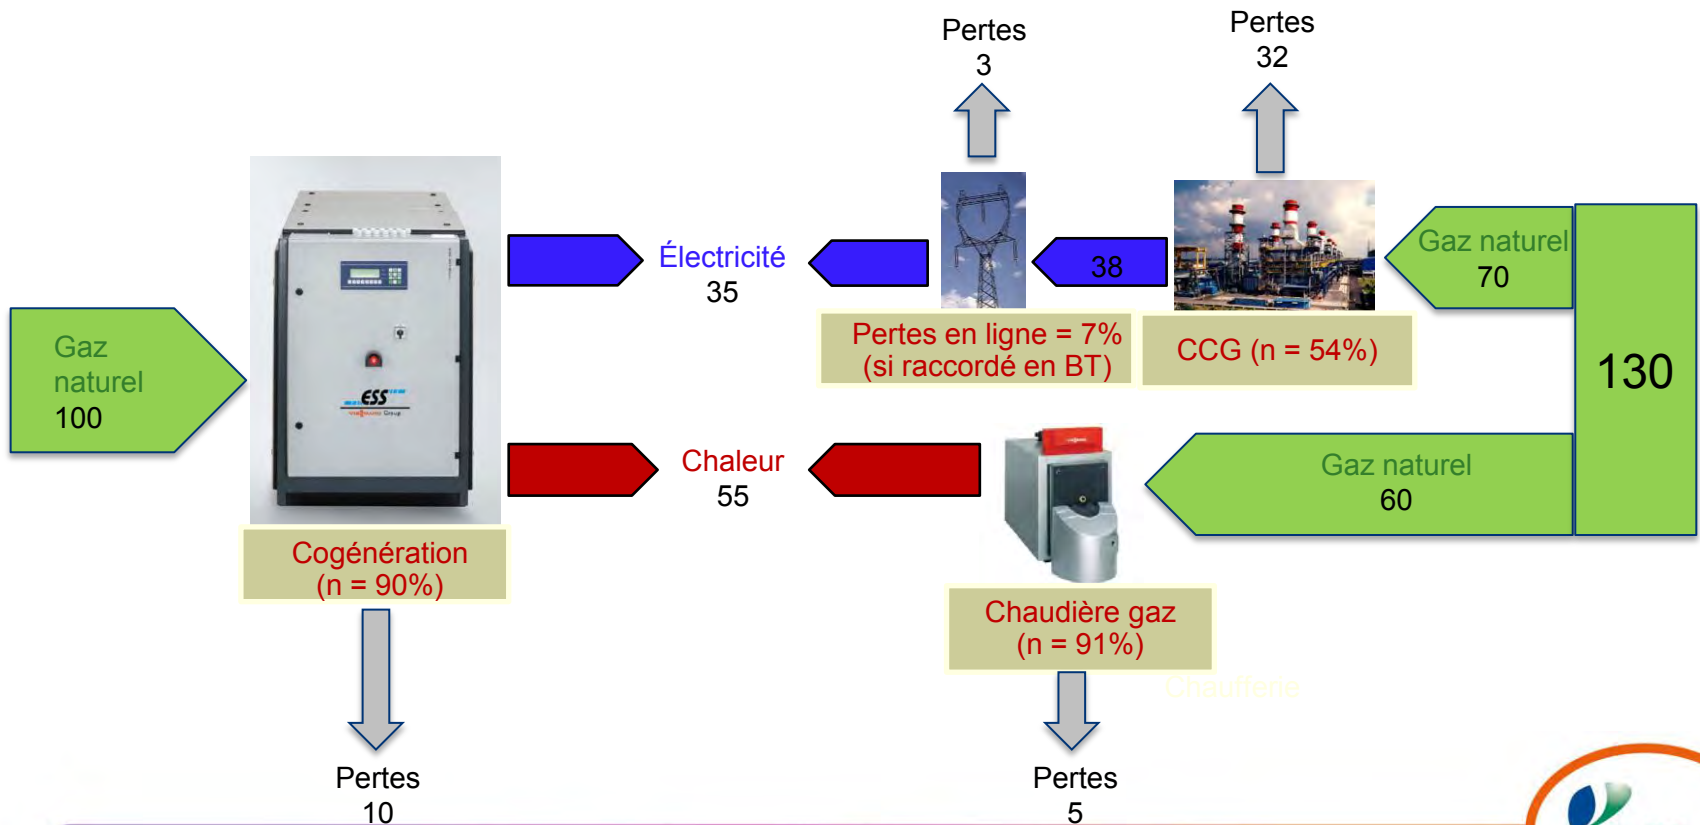 Pertes
3
Pertes
32
Électricité
35
38
Gaz naturel
70
Gaz
naturel
100
Pertes en ligne = 7%
(si raccordé en BT)
CCG (n = 54%)
130
ESS
Chaleur
55
Gaz naturel
60
Cogénération
(n = 90%)
Chaudière gaz
(n = 91%)
Chaufferie
Pertes
10
Pertes
5